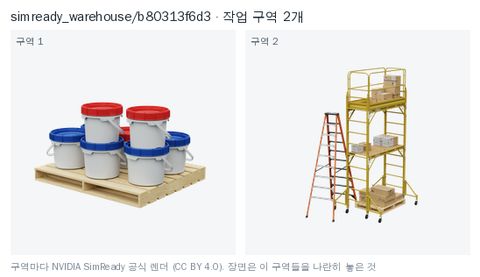 simready_warehouse/b80313f6d3 · 작업 구역 2개
구역 1
구역 2
구역마다 NVIDIA SimReady 공식 렌더 (CC BY 4.0). 장면은 이 구역들을 나란히 놓은 것